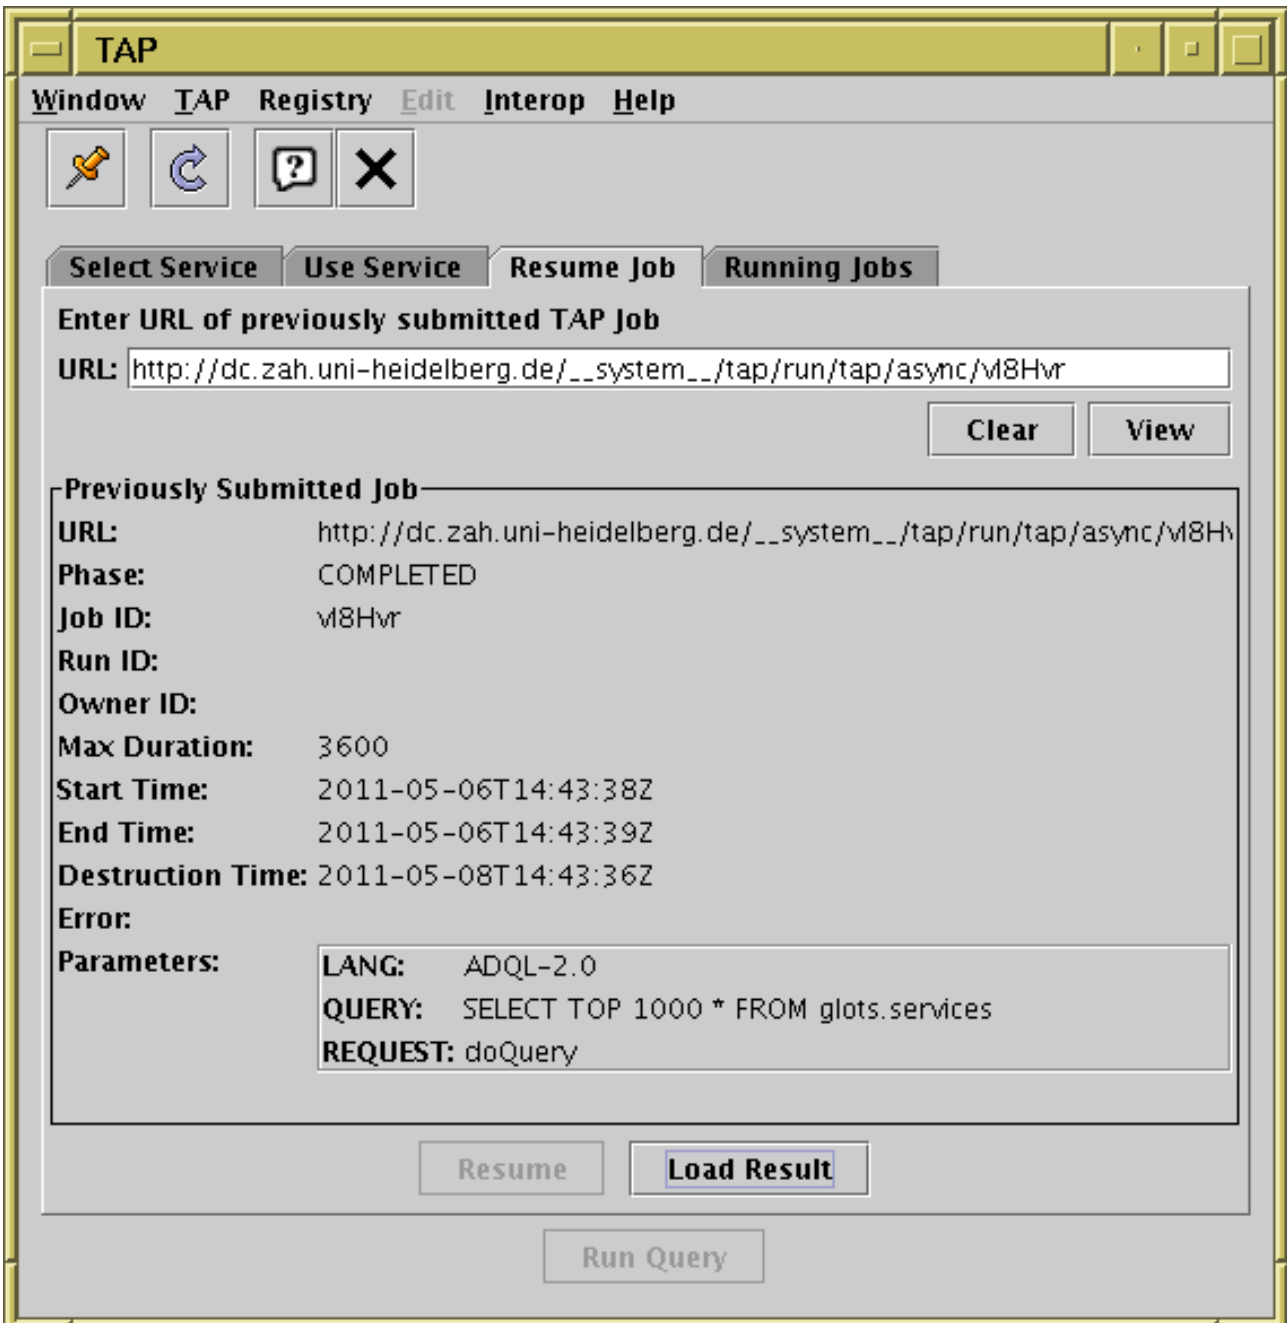 TAP
Window TAP Registry Edit Interop Help
Select Service Use Service Resume Job Running Jobs
Enter URL of previously submitted TAP Job
URL: http://dc.zah.uni-heidelberg.de/__system__/tap/run/tap/async/vl8Hvr
Clear View
Previously Submitted Job
URL: http://dc.zah.uni-heidelberg.de/__system__/tap/run/tap/async/vl8Hv
Phase: COMPLETED
Job ID: vl8Hvr
Run ID:
Owner ID:
Max Duration: 3600
Start Time: 2011-05-06T14:43:38Z
End Time: 2011-05-06T14:43:39Z
Destruction Time: 2011-05-08T14:43:36Z
Error:
Parameters: LANG: ADQL-2.0
QUERY: SELECT TOP 1000 * FROM glots.services
REQUEST: doQuery
Resume Load Result
Run Query